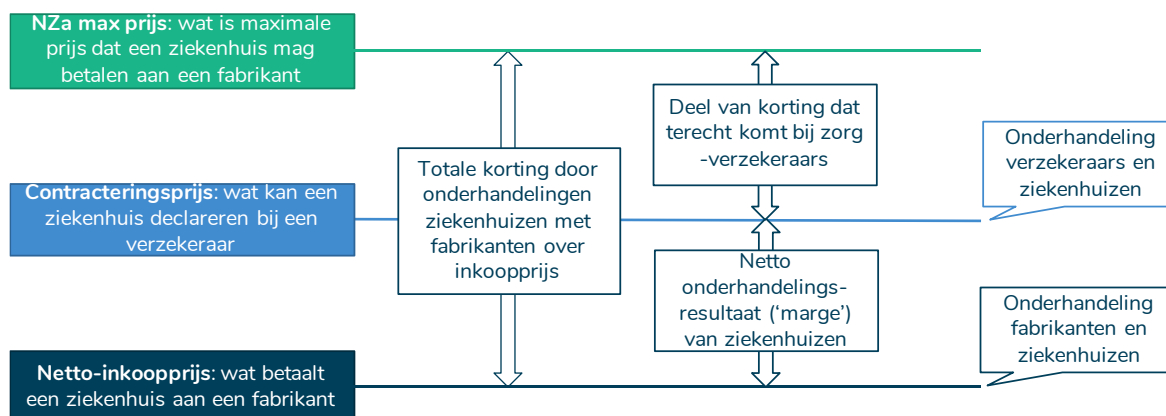 NZa max prijs: wat is maximale
prijs dat een ziekenhuis mag
betalen aan een fabrikant
Deel van korting dat
terecht komt bij zorg
-verzekeraars
Onderhandeling
verzekeraars en
ziekenhuizen
Totale korting door
onderhandelingen
ziekenhuizen met
fabrikanten over
inkoopprijs
Contracteringsprijs: wat kan een
ziekenhuis declareren bij een
verzekeraar
Netto
onderhandelings-
resultaat (‘marge’)
van ziekenhuizen
Onderhandeling
fabrikanten en
ziekenhuizen
Netto-inkoopprijs: wat betaalt
een ziekenhuis aan een fabrikant